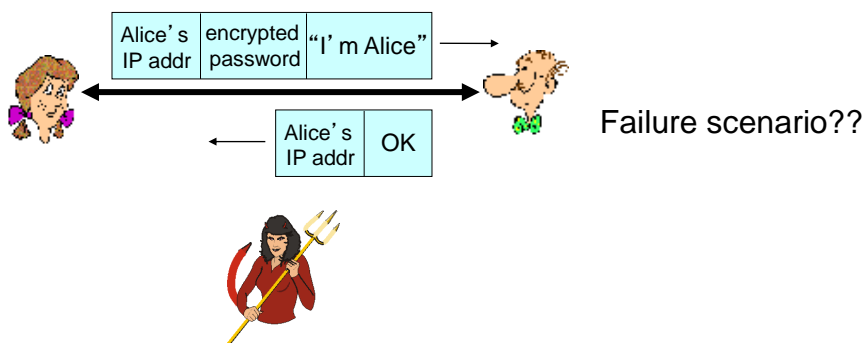 Alice’s
IP addr
encrypted
password
“I’m Alice”
Alice’s
IP addr
OK
Failure scenario??